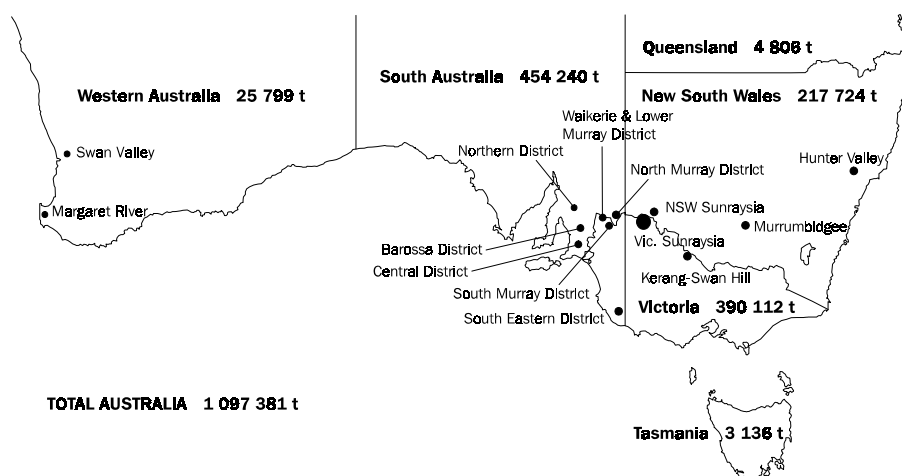 Queensland 4 806 t
South Australia 454 240 t
Western Australia 25 799 t
New South Wales 217 724 t
Waikerie & Lower
Murray District
Northern District
Swan Valley
Hunter Valley
North Murray District
Margaret River
NSW Sunraysia
Murrumbidgee
Barossa District
Vic. Sunraysia
Central District
Kerang-Swan Hill
South Murray District
Victoria 390 112 t
South Eastern District
TOTAL AUSTRALIA 1 097 381 t
Tasmania 3 136 t